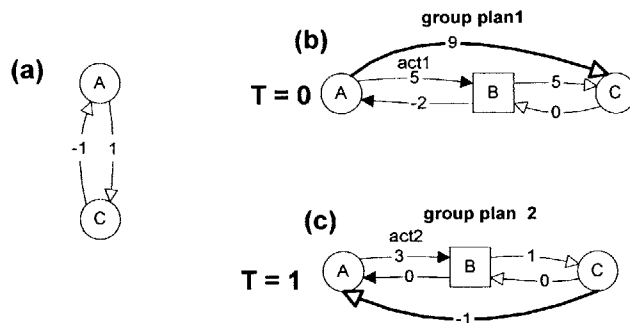 (a)
A
-1 1
C
(b)
group plan1
9
act1
T = 0
A 5 B 5 C
-2 0
(c)
group plan 2
act2
T = 1
A 3 B 1 C
0 0
-1